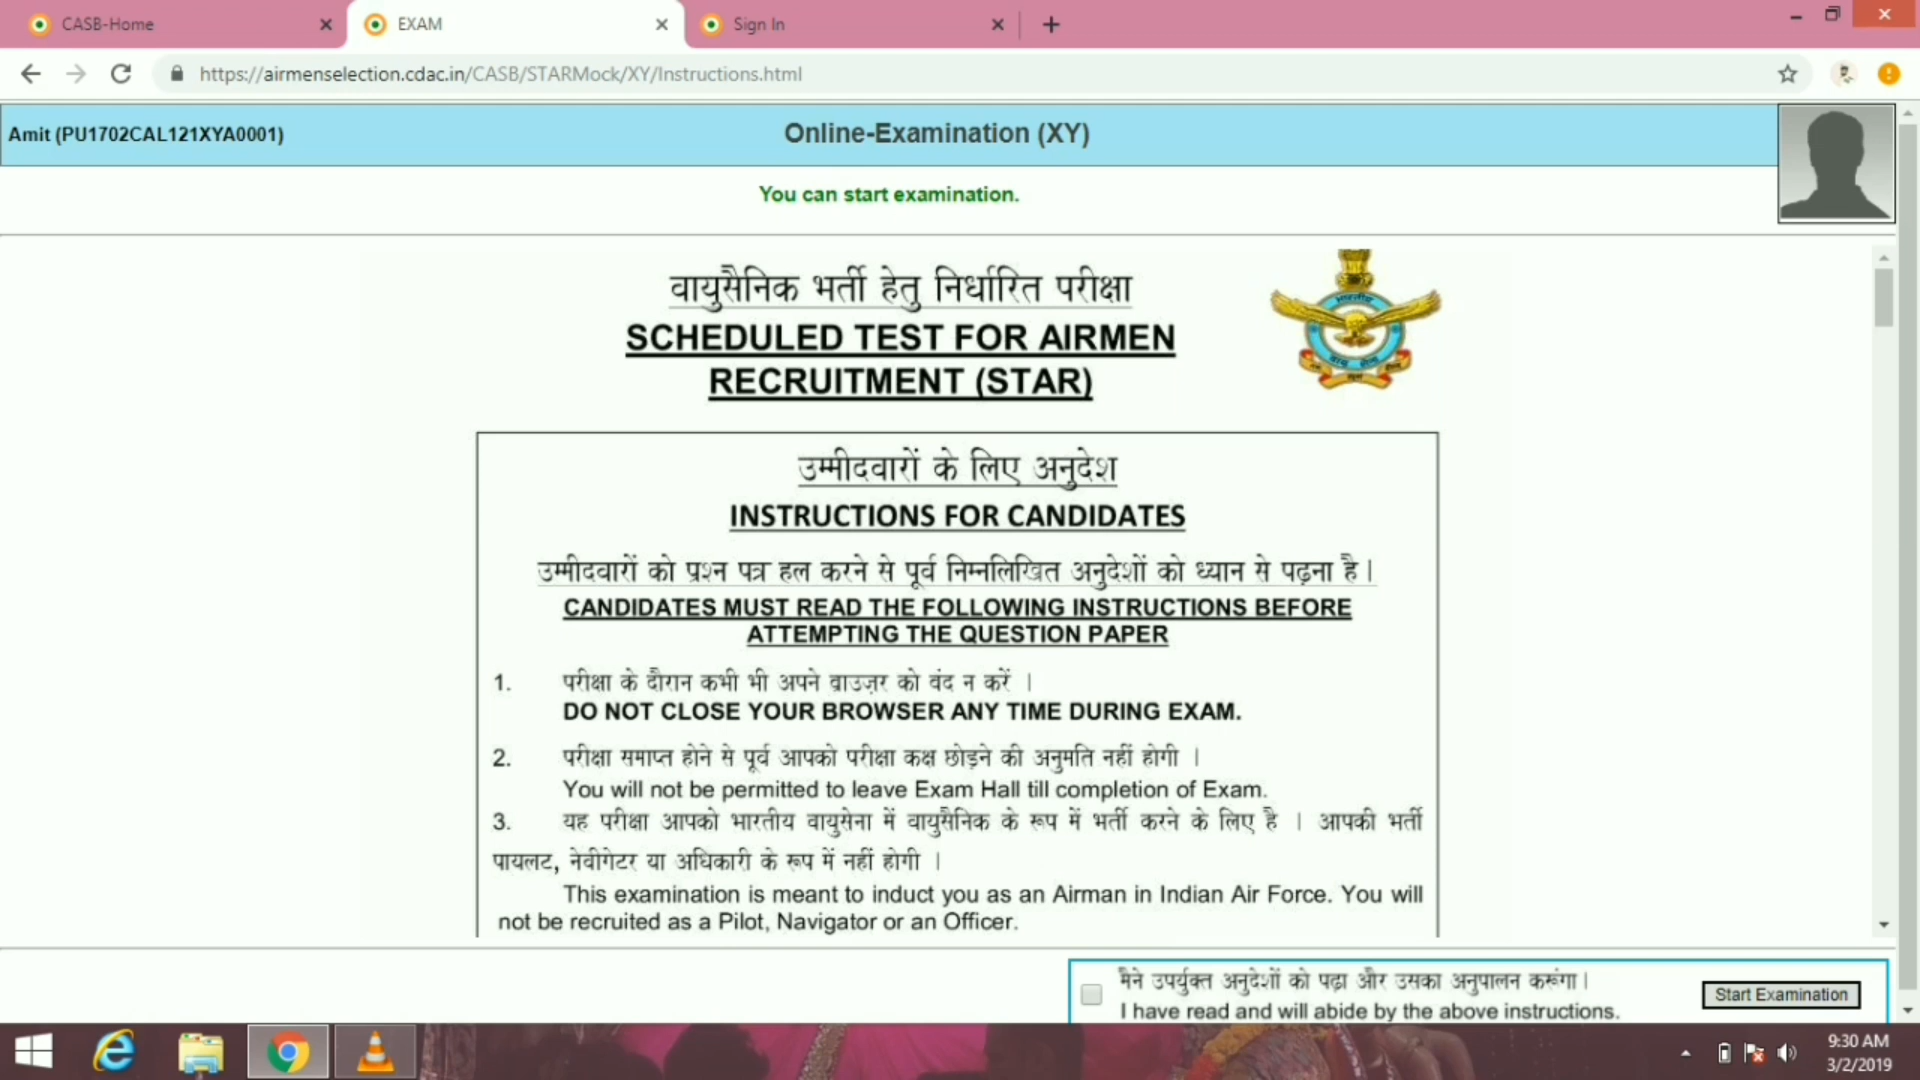 CASB-Home
EXAM
Sign In
https://airmenselection.cdac.in/CASB/STARMock/XY/Instructions.html
Amit (PU1702CAL121XYA0001)
Online-Examination (XY)
You can start examination.
वायुसैनिक भर्ती हेतु निर्धारित परीक्षा
SCHEDULED TEST FOR AIRMEN
RECRUITMENT (STAR)
उम्मीदवारों के लिए अनुदेश
INSTRUCTIONS FOR CANDIDATES
उम्मीदवारों को प्रश्न पत्र हल करने से पूर्व निम्नलिखित अनुदेशों को ध्यान से पढ़ना है।
CANDIDATES MUST READ THE FOLLOWING INSTRUCTIONS BEFORE
ATTEMPTING THE QUESTION PAPER
1. परीक्षा के दौरान कभी भी अपने ब्राउज़र को बंद न करें ।
DO NOT CLOSE YOUR BROWSER ANY TIME DURING EXAM.
2. परीक्षा समाप्त होने से पूर्व आपको परीक्षा कक्ष छोड़ने की अनुमति नहीं होगी ।
You will not be permitted to leave Exam Hall till completion of Exam.
3. यह परीक्षा आपको भारतीय वायुसेना में वायुसैनिक के रूप में भर्ती करने के लिए है । आपकी भर्ती
पायलट, नेवीगेटर या अधिकारी के रूप में नहीं होगी ।
This examination is meant to induct you as an Airman in Indian Air Force. You will
not be recruited as a Pilot, Navigator or an Officer.
मैने उपर्युक्त अनुदेशों को पढ़ा और उसका अनुपालन करूंगा।
I have read and will abide by the above instructions.
Start Examination
9:30 AM
3/2/2019